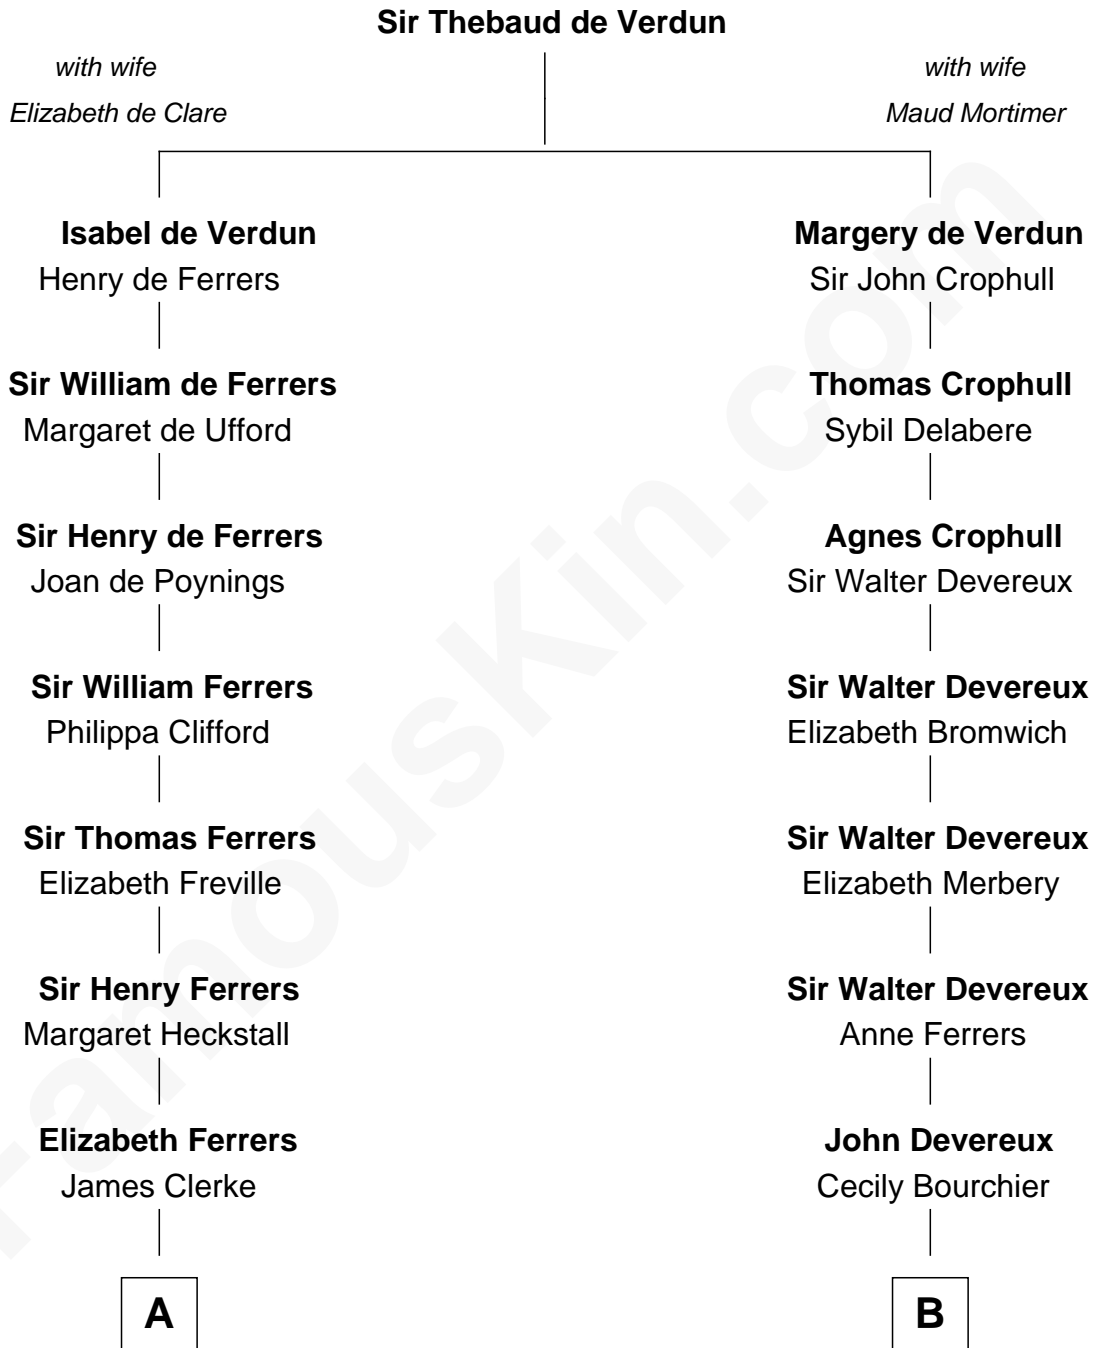 Sir Thebaud de Verdun
with wife
Elizabeth de Clare
with wife
Maud Mortimer
Isabel de Verdun
Henry de Ferrers
Margery de Verdun
Sir John Crophull
Sir William de Ferrers
Margaret de Ufford
Thomas Crophull
Sybil Delabere
Sir Henry de Ferrers
Joan de Poynings
Agnes Crophull
Sir Walter Devereux
Sir William Ferrers
Philippa Clifford
Sir Walter Devereux
Elizabeth Bromwich
Sir Thomas Ferrers
Elizabeth Freville
Sir Walter Devereux
Elizabeth Merbery
Sir Henry Ferrers
Margaret Heckstall
Sir Walter Devereux
Anne Ferrers
Elizabeth Ferrers
James Clerke
John Devereux
Cecily Bourchier
A
B
FamousKin.com